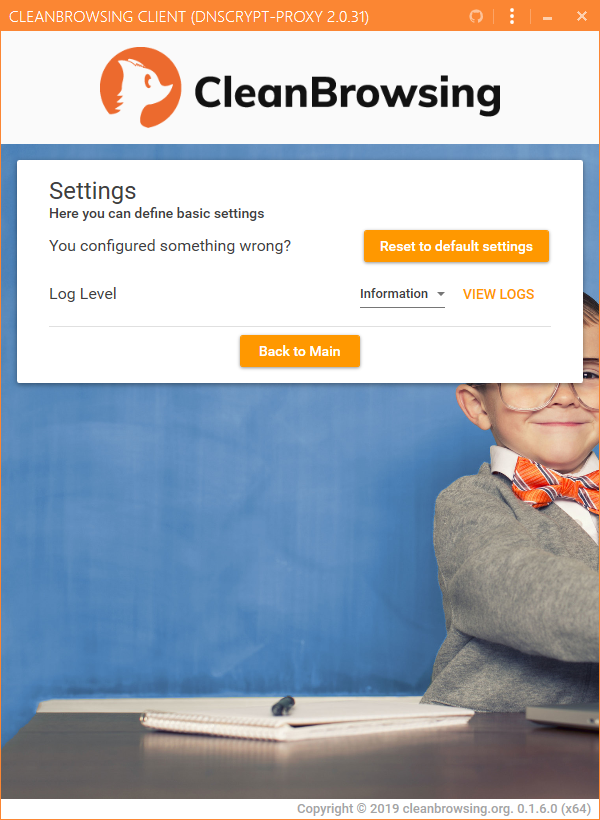 CLEANBROWSING CLIENT (DNSCRYPT-PROXY 2.0.31)
CleanBrowsing
Settings
Here you can define basic settings
You configured something wrong? Reset to default settings
Log Level Information VIEW LOGS
Back to Main
Copyright © 2019 cleanbrowsing.org. 0.1.6.0 (x64)